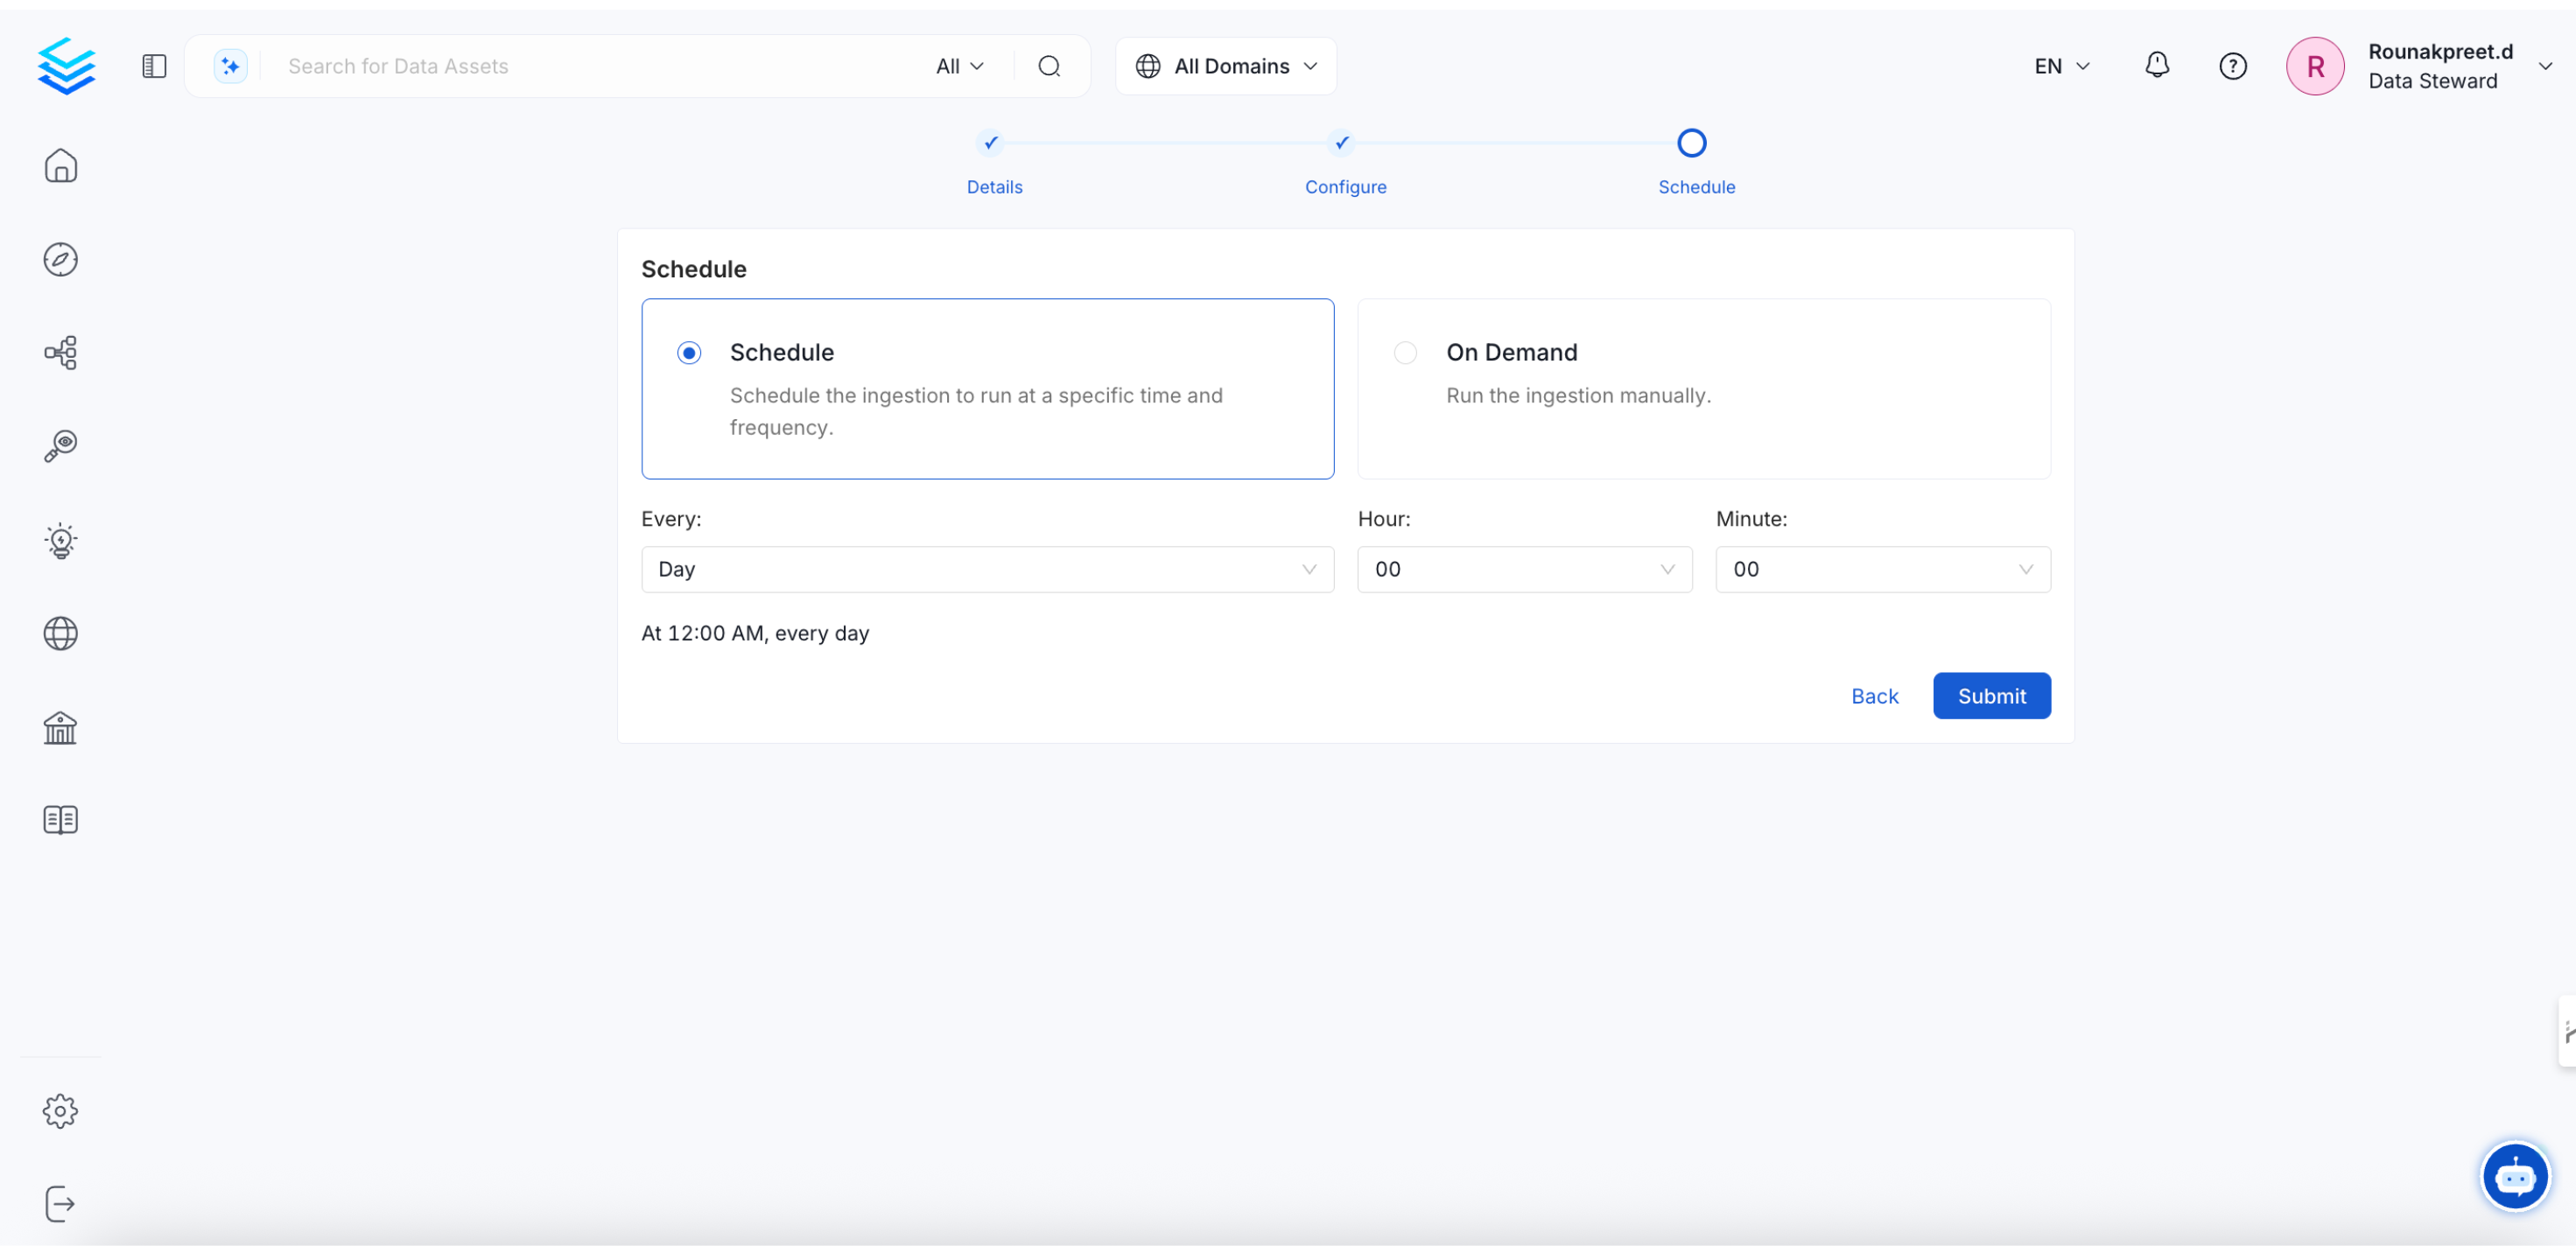 Search for Data Assets
All
All Domains
EN
R
Rounakpreet.d
Data Steward
Details
Configure
Schedule
Schedule
Schedule
Schedule the ingestion to run at a specific time and
frequency.
On Demand
Run the ingestion manually.
Every:
Hour:
Minute:
Day
00
00
At 12:00 AM, every day
Back
Submit